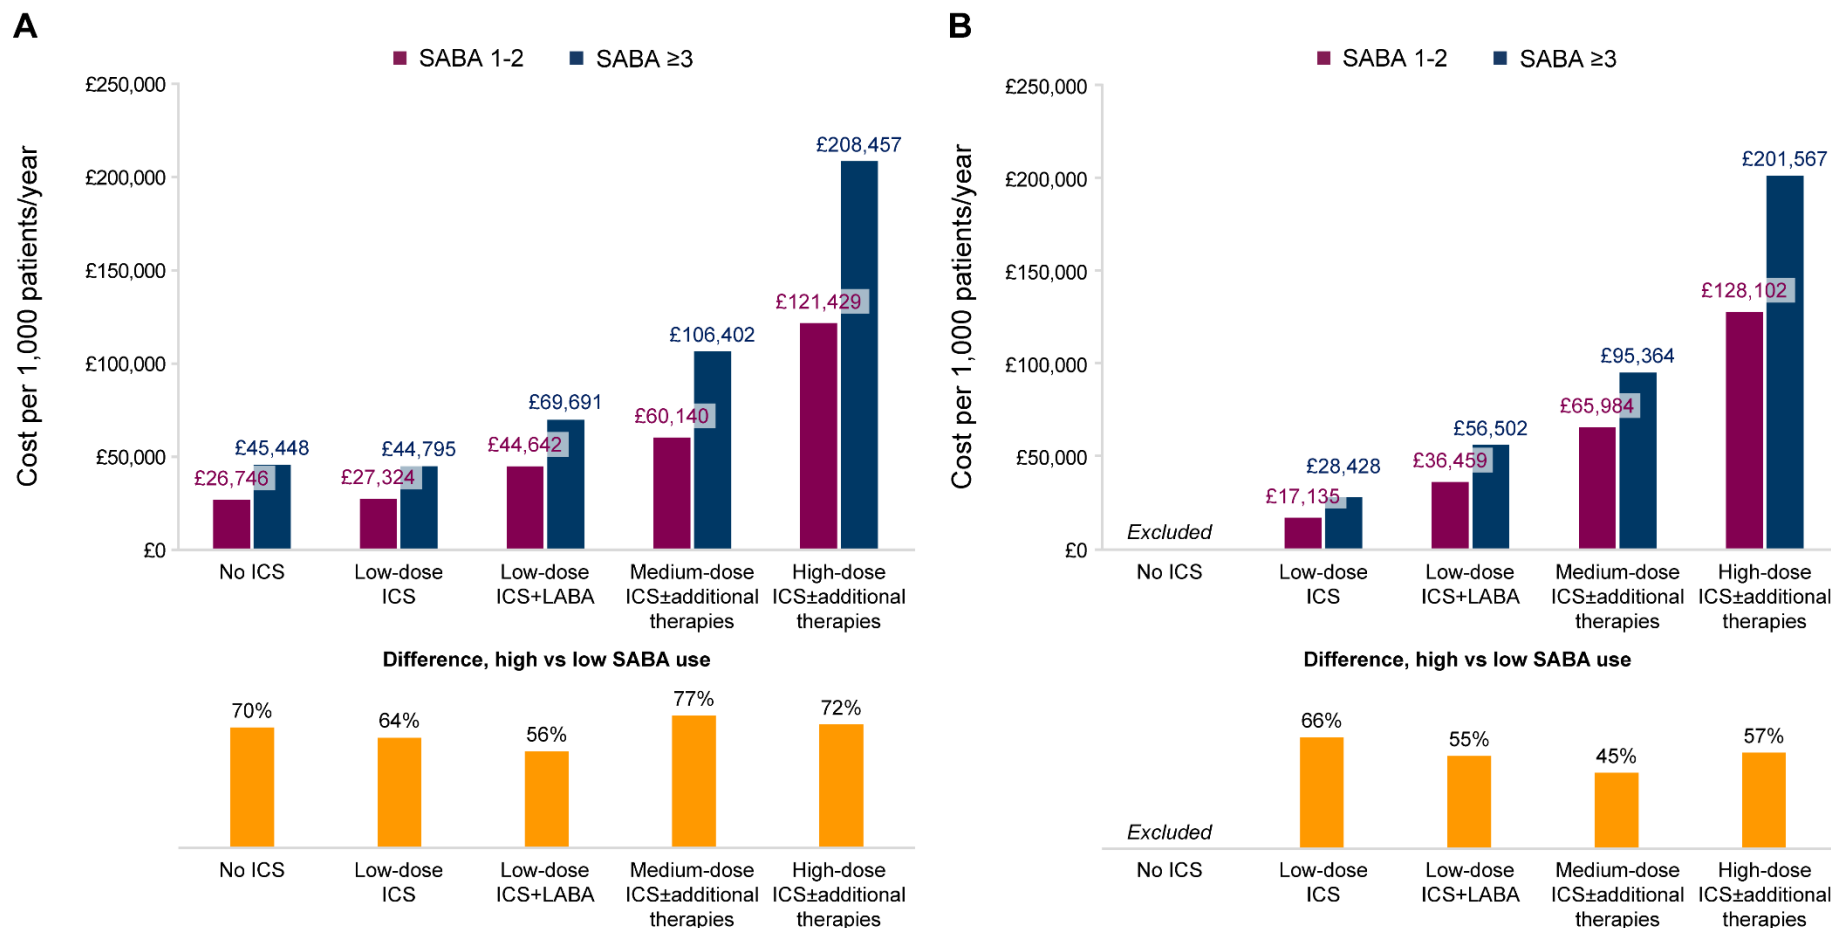 A
SABA 1-2
SABA ≥3
Cost per 1,000 patients/year
£250,000
£200,000
£150,000
£100,000
£50,000
£0
£26,746
£45,448
£27,324
£44,795
£44,642
£69,691
£60,140
£106,402
£121,429
£208,457
No ICS
Low-dose
ICS
Low-dose
ICS+LABA
Medium-dose
ICS±additional
therapies
High-dose
ICS±additional
therapies
Difference, high vs low SABA use
70%
64%
56%
77%
72%
No ICS
Low-dose
ICS
Low-dose
ICS+LABA
Medium-dose
ICS±additional
therapies
High-dose
ICS±additional
therapies
B
SABA 1-2
SABA ≥3
Cost per 1,000 patients/year
£250,000
£200,000
£150,000
£100,000
£50,000
£0
Excluded
£17,135
£28,428
£36,459
£56,502
£65,984
£95,364
£128,102
£201,567
No ICS
Low-dose
ICS
Low-dose
ICS+LABA
Medium-dose
ICS±additional
therapies
High-dose
ICS±additional
therapies
Difference, high vs low SABA use
Excluded
66%
55%
45%
57%
No ICS
Low-dose
ICS
Low-dose
ICS+LABA
Medium-dose
ICS±additional
therapies
High-dose
ICS±additional
therapies